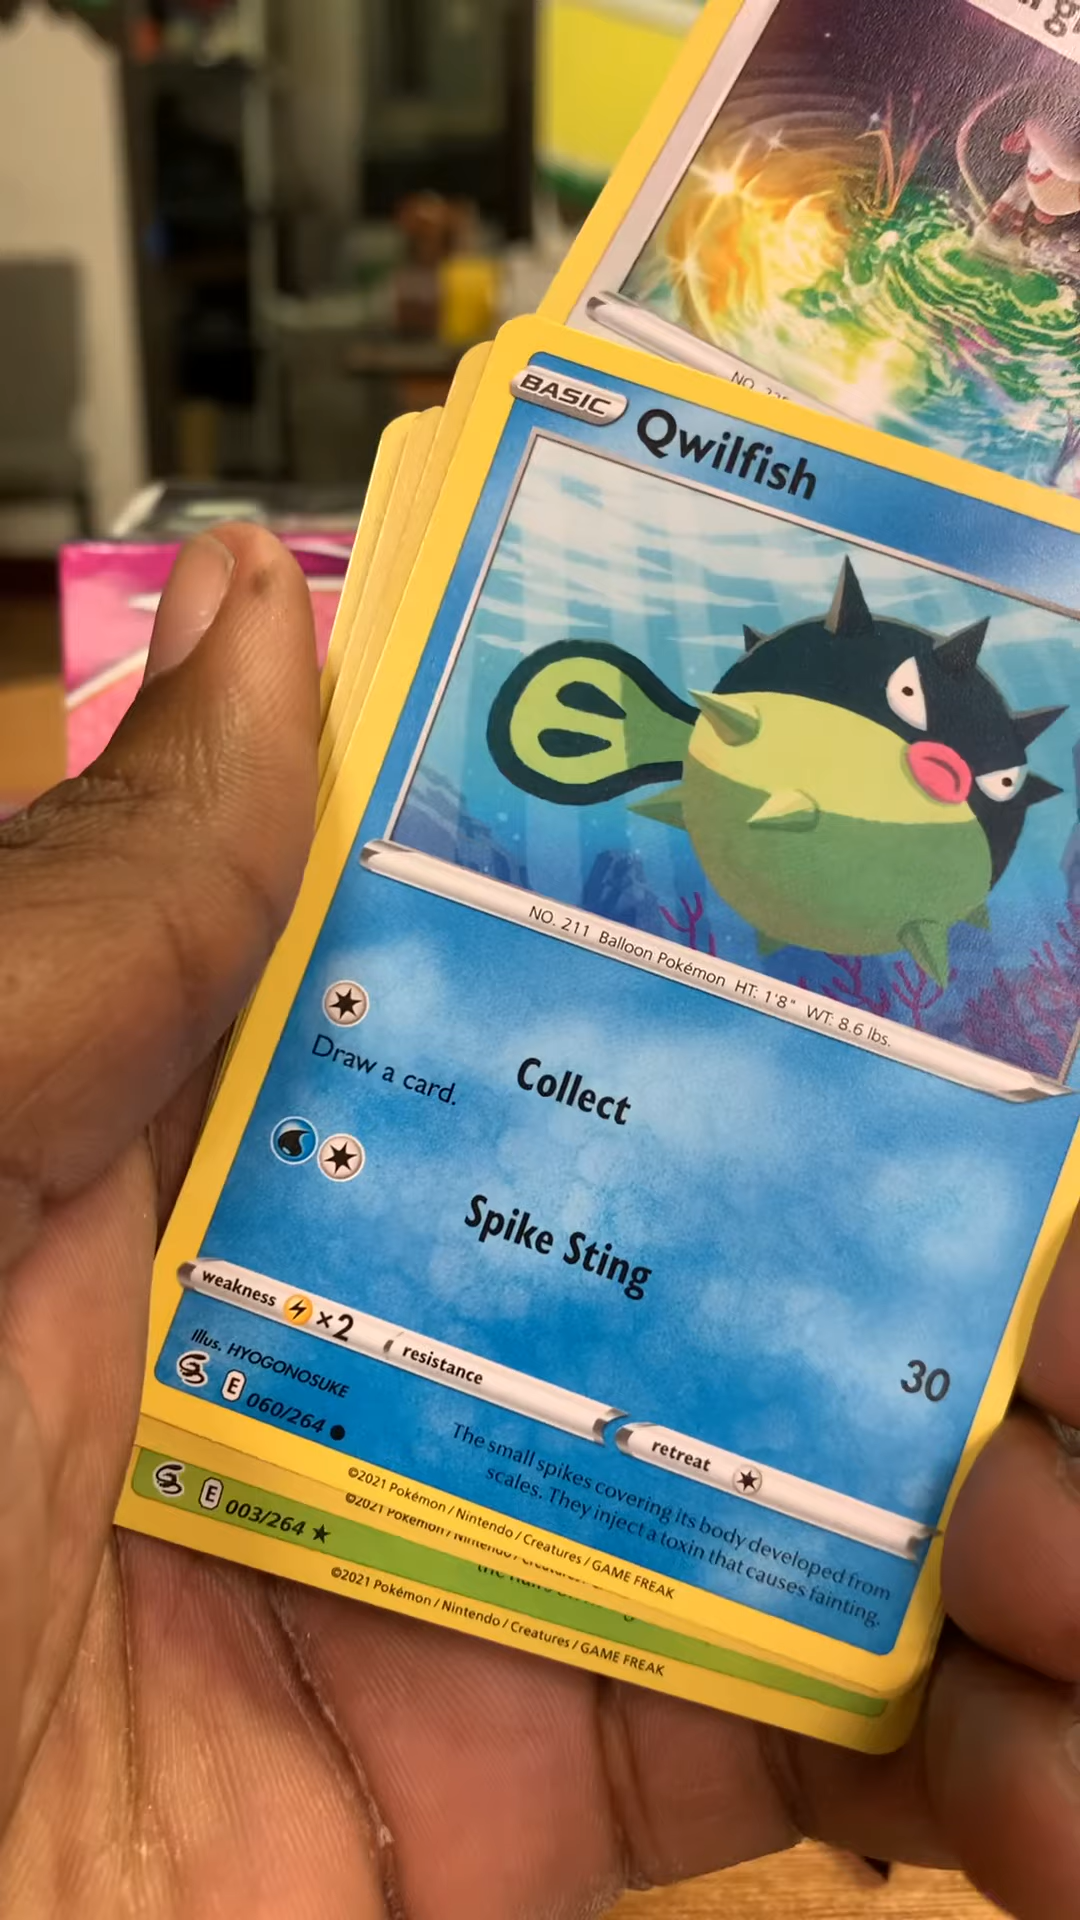 BASIC
Qwilfish
NO. 211 Balloon Pokémon HT: 1'8" WT: 8.6 lbs.
Collect
Draw a card.
Spike Sting
30
weakness ×2
resistance
retreat
Illus. HYOGONOSUKE
E 060/264
The small spikes covering its body developed from
scales. They inject a toxin that causes fainting.
©2021 Pokémon / Nintendo / Creatures / GAME FREAK
©2021 Pokémon / Nintendo / Creatures
E 003/264
©2021 Pokémon / Nintendo / Creatures / GAME FREAK